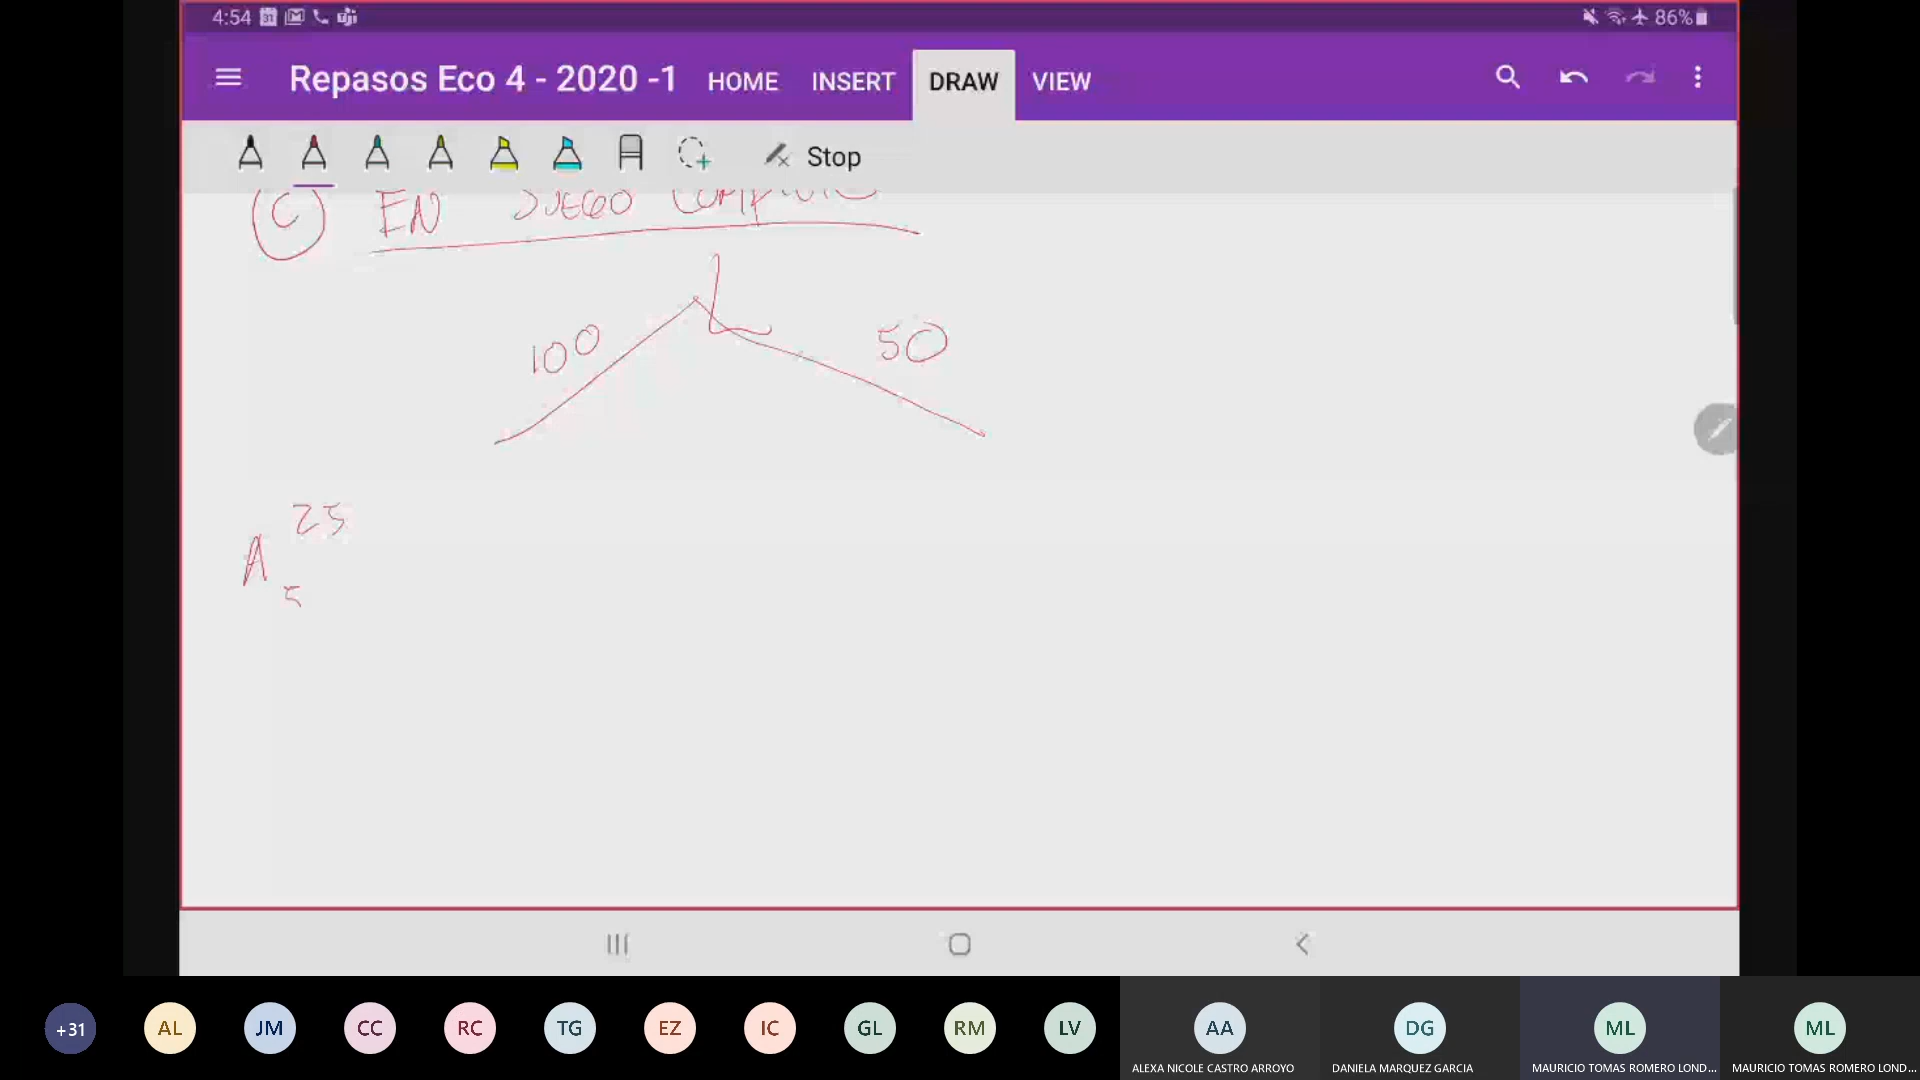 4:54 31 86%
Repasos Eco 4 - 2020 -1 HOME INSERT DRAW VIEW
Stop
C EN JUEGO
L
100 50
25
A
5
+31 AL JM CC RC TG EZ IC GL RM LV AA DG ML ML
ALEXA NICOLE CASTRO ARROYO DANIELA MARQUEZ GARCIA MAURICIO TOMAS ROMERO LOND... MAURICIO TOMAS ROMERO LOND...